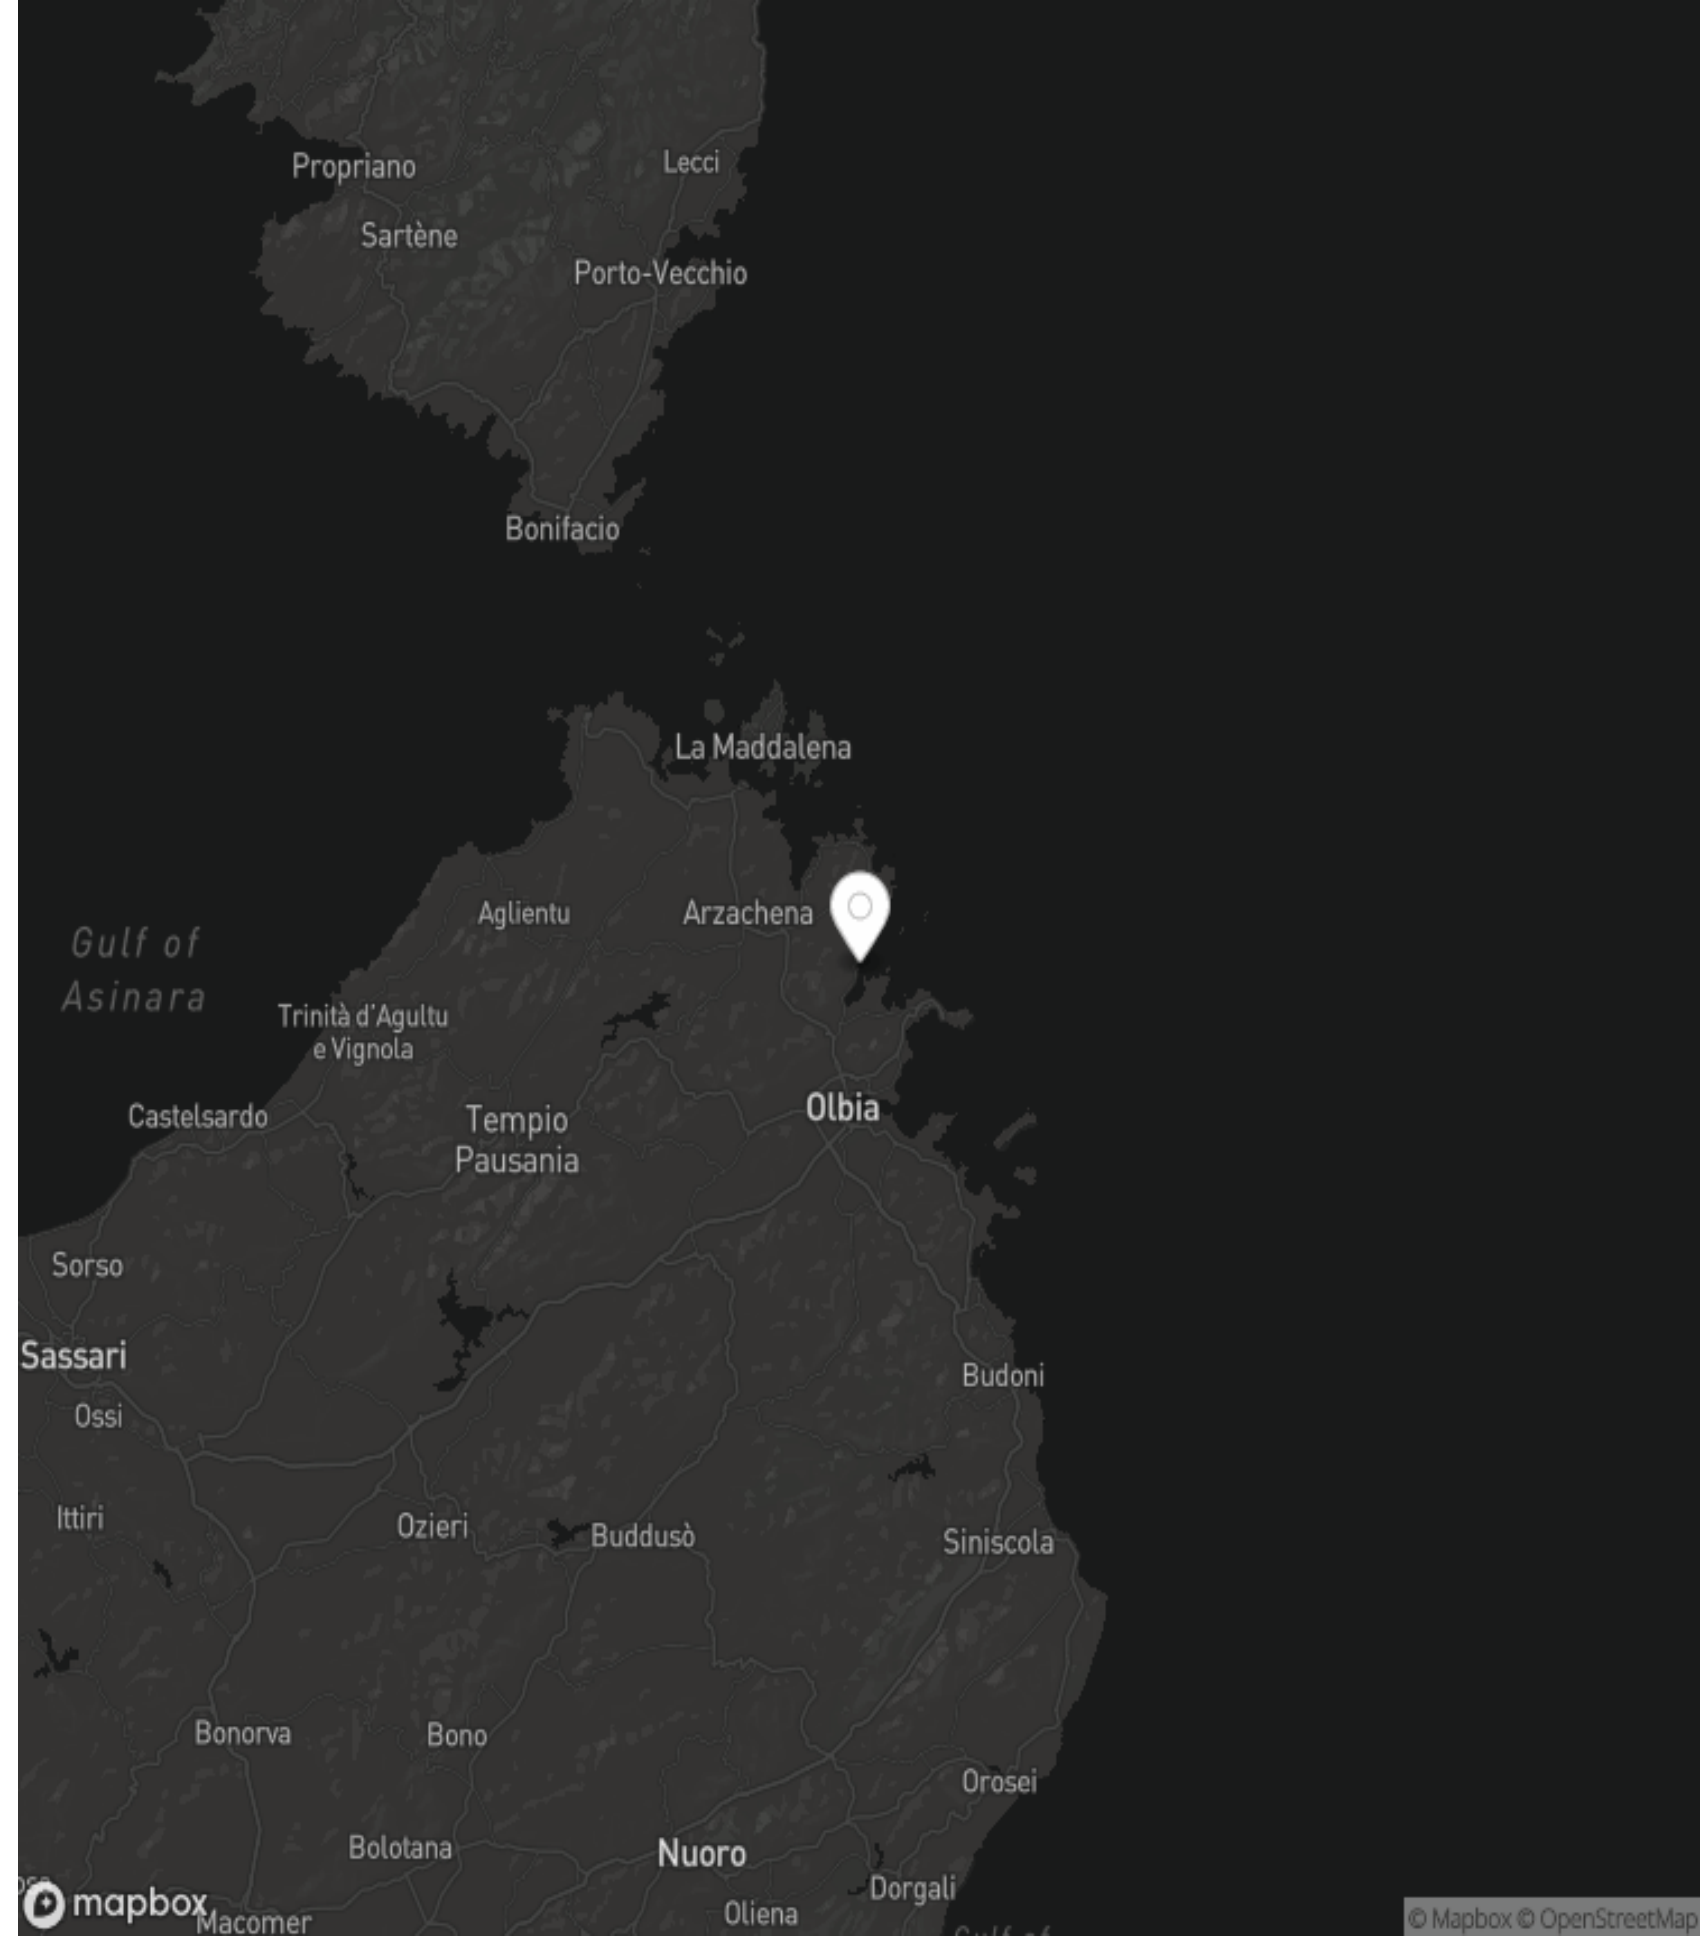 Propriano
Lecci
Sartène
Porto-Vecchio
Bonifacio
La Maddalena
Aglientu
Arzachena
Gulf of
Asinara
Trinità d'Agultu
e Vignola
Castelsardo
Tempio
Pausania
Olbia
Sorso
Sassari
Budoni
Ossi
Ittiri
Ozieri
Buddusò
Siniscola
Bonorva
Bono
Orosei
Bolotana
Nuoro
Dorgali
mapbox
Macomer
Oliena
Gulf of
© Mapbox © OpenStreetMap